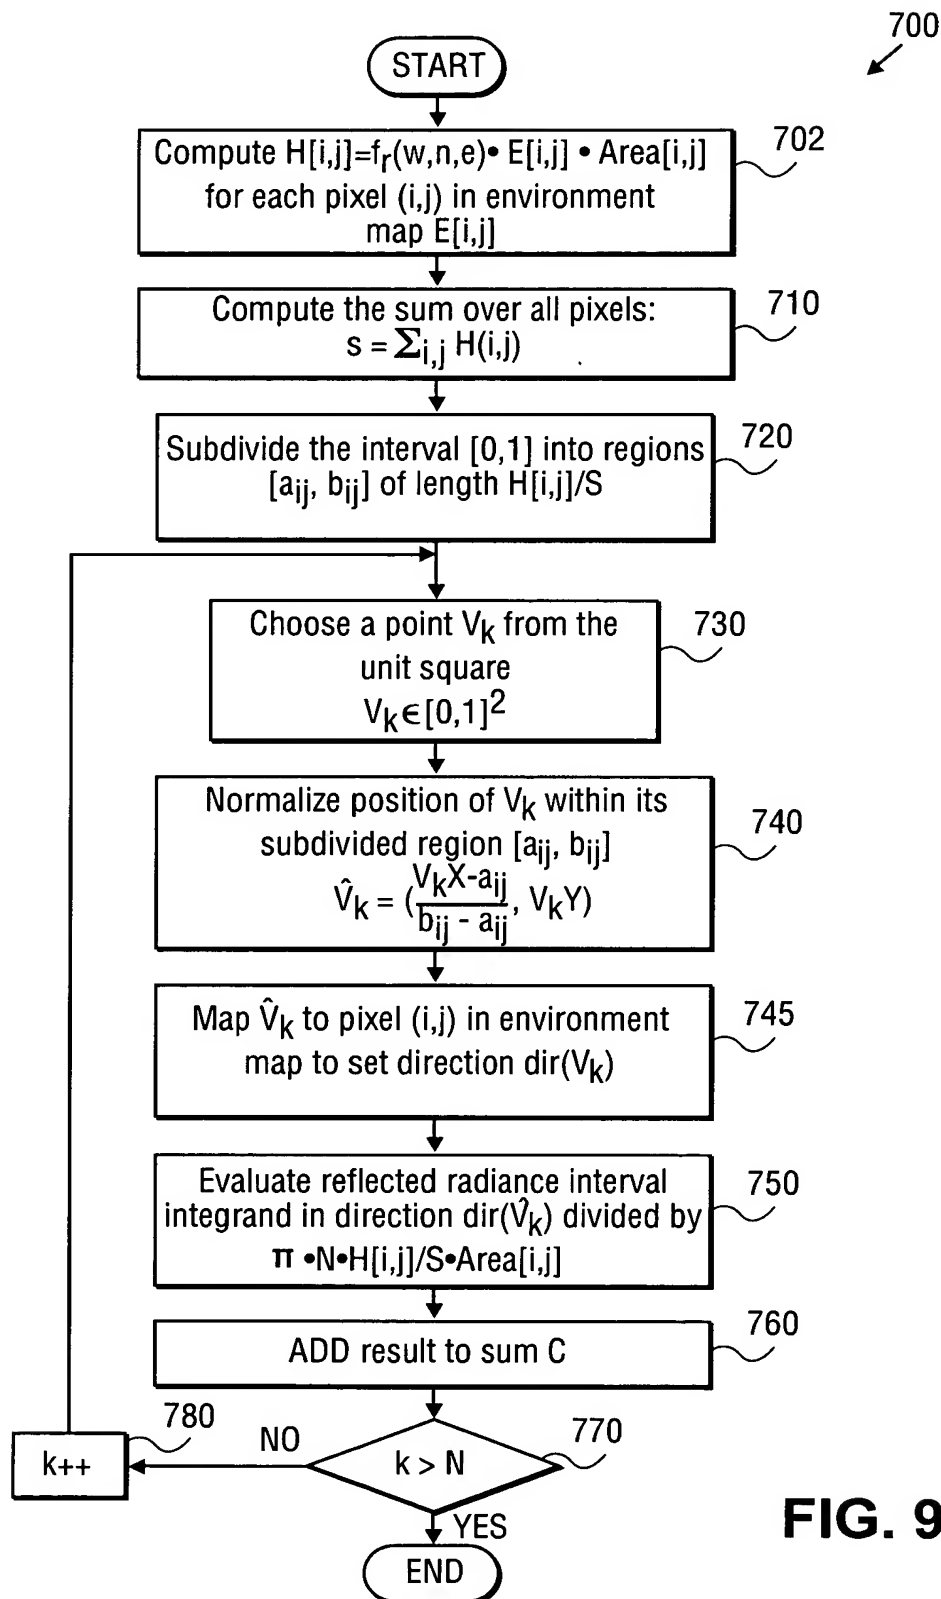 700
START
Compute H[i,j]=fr(w,n,e)• E[i,j] • Area[i,j]
for each pixel (i,j) in environment
map E[i,j]
702
Compute the sum over all pixels:
s = Σi,j H(i,j)
710
Subdivide the interval [0,1] into regions
[aij, bij] of length H[i,j]/S
720
Choose a point Vk from the
unit square
Vk∈[0,1]²
730
Normalize position of Vk within its
subdivided region [aij, bij]
V̂k = (VkX-aij / bij - aij, VkY)
740
Map V̂k to pixel (i,j) in environment
map to set direction dir(Vk)
745
Evaluate reflected radiance interval
integrand in direction dir(V̂k) divided by
π •N•H[i,j]/S•Area[i,j]
750
ADD result to sum C
760
k > N
770
NO
k++
780
YES
END
FIG. 9